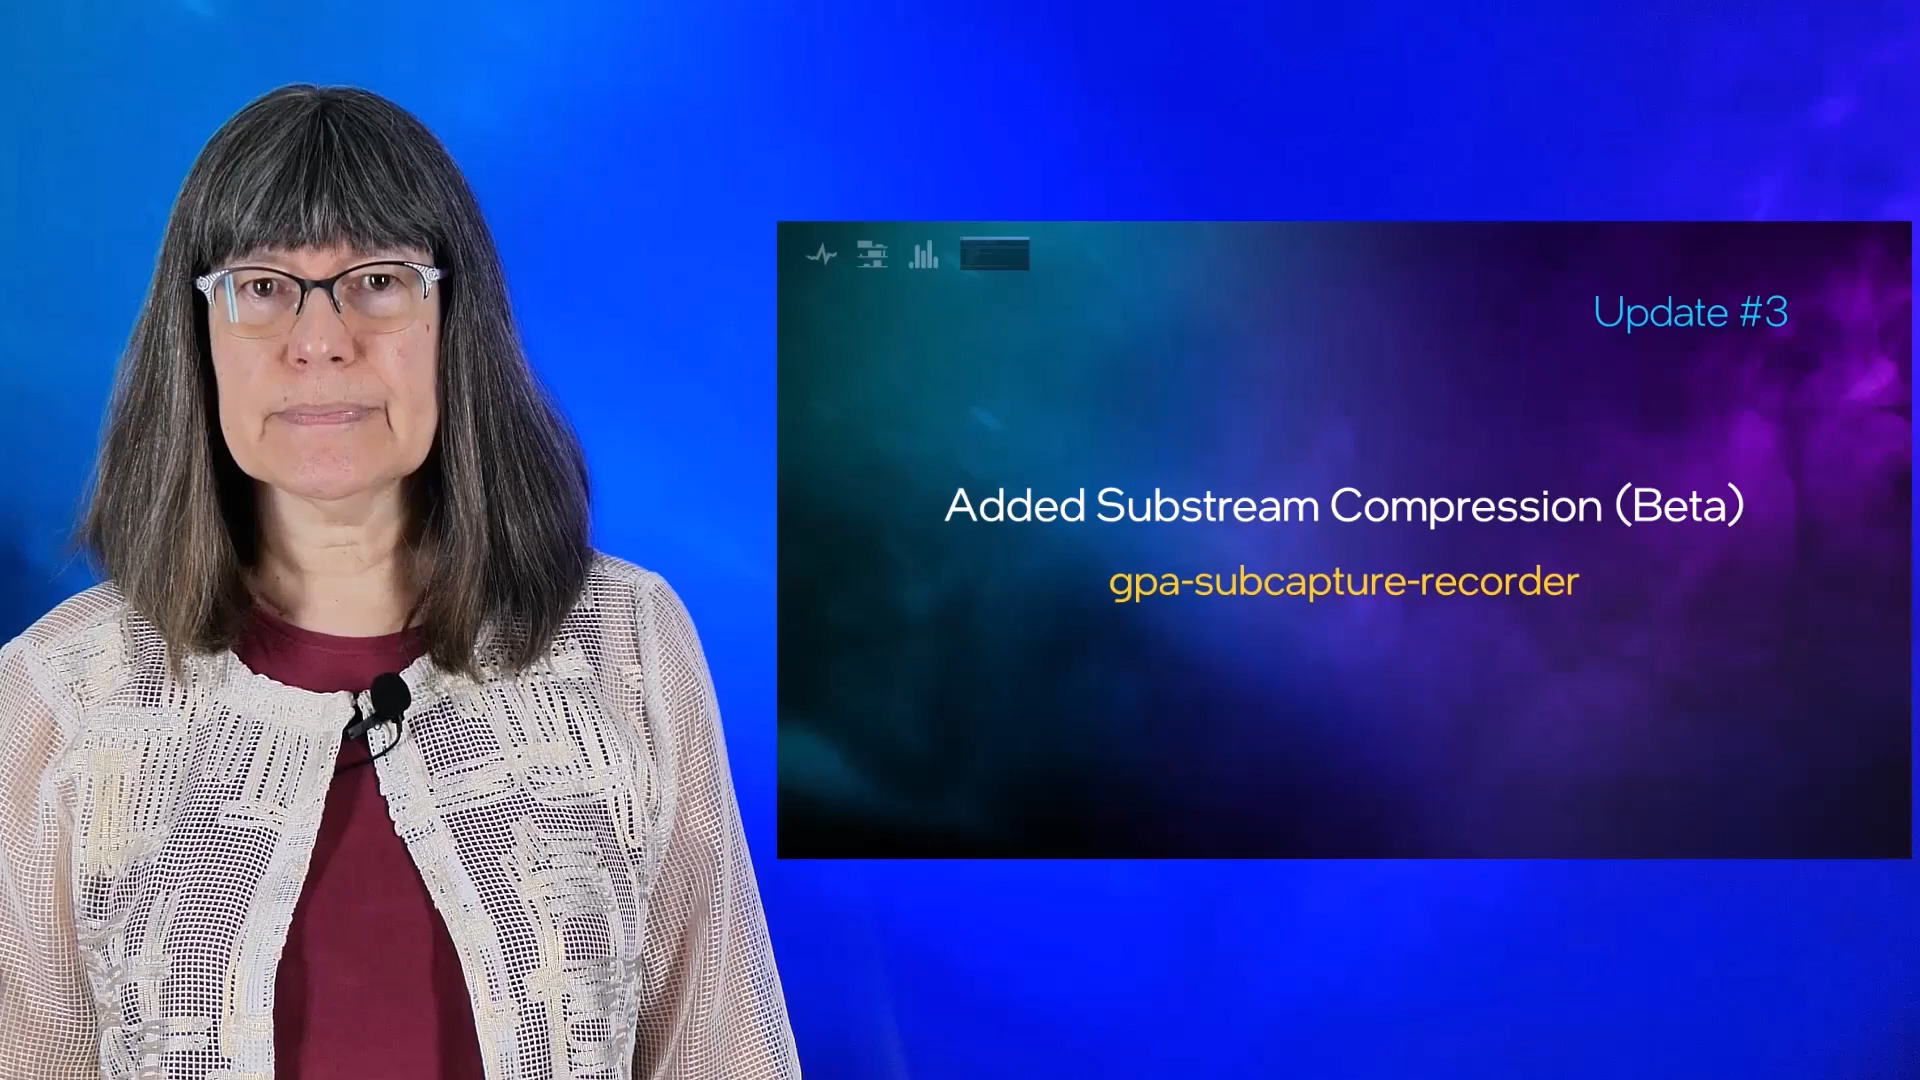 Update #3
Added Substream Compression (Beta)
gpa-subcapture-recorder